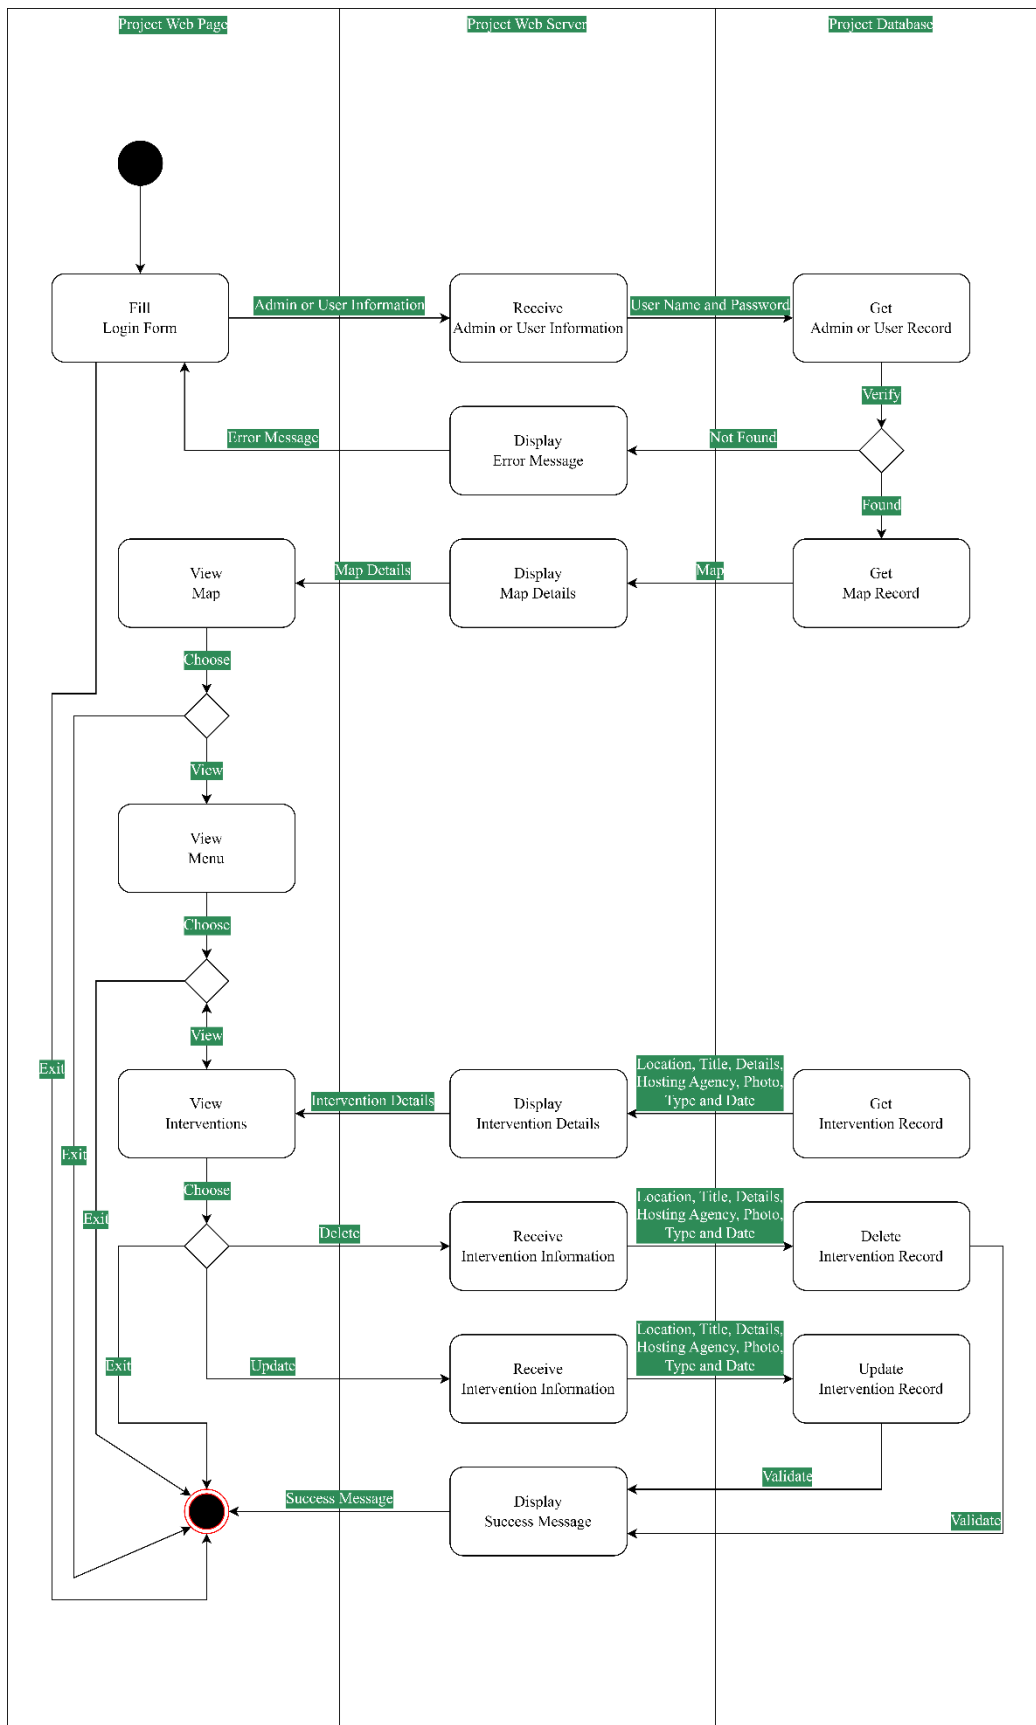 Project Web Page
Project Web Server
Project Database
Fill
Login Form
Admin or User Information
Receive
Admin or User Information
User Name and Password
Get
Admin or User Record
Verify
Error Message
Display
Error Message
Not Found
Found
View
Map
Map Details
Display
Map Details
Map
Get
Map Record
Choose
View
View
Menu
Choose
View
Exit
View
Interventions
Intervention Details
Display
Intervention Details
Location, Title, Details,
Hosting Agency, Photo,
Type and Date
Get
Intervention Record
Exit
Choose
Exit
Delete
Receive
Intervention Information
Location, Title, Details,
Hosting Agency, Photo,
Type and Date
Delete
Intervention Record
Exit
Update
Receive
Intervention Information
Location, Title, Details,
Hosting Agency, Photo,
Type and Date
Update
Intervention Record
Validate
Success Message
Display
Success Message
Validate